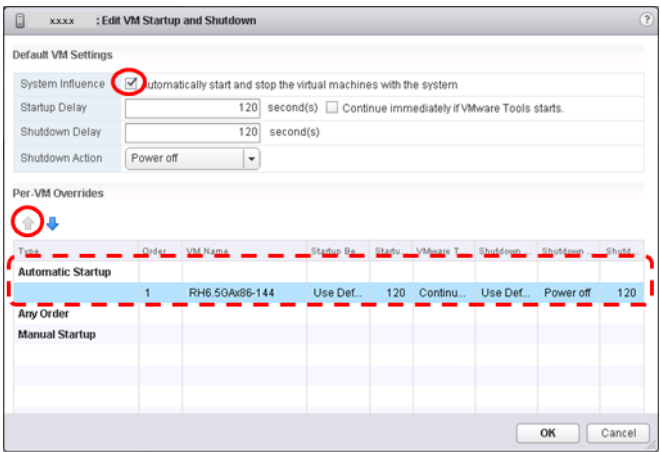 x.x.x.x : Edit VM Startup and Shutdown ?
Default VM Settings
System Influence Automatically start and stop the virtual machines with the system
Startup Delay 120 second(s) Continue immediately if VMware Tools starts.
Shutdown Delay 120 second(s)
Shutdown Action Power off
Per-VM Overrides
Type Order VM Name Startup Be... Startu... VMware T... Shutdown ... Shutdown ... Shutd...
Automatic Startup
1 RH6.5GAx86-144 Use Def... 120 Continu... Use Def... Power off 120
Any Order
Manual Startup
OK Cancel